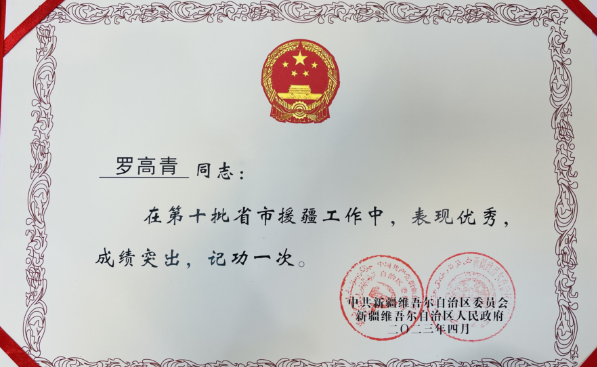 罗高青 同志：
在第十批省市援疆工作中，表现优秀，
成绩突出，记功一次。
中共新疆维吾尔自治区委员会
新疆维吾尔自治区人民政府
二〇二三年四月